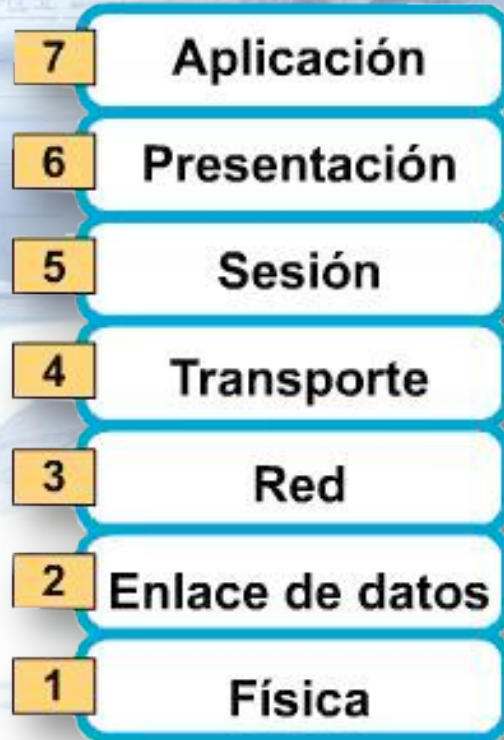 7 Aplicación
6 Presentación
5 Sesión
4 Transporte
3 Red
2 Enlace de datos
1 Física